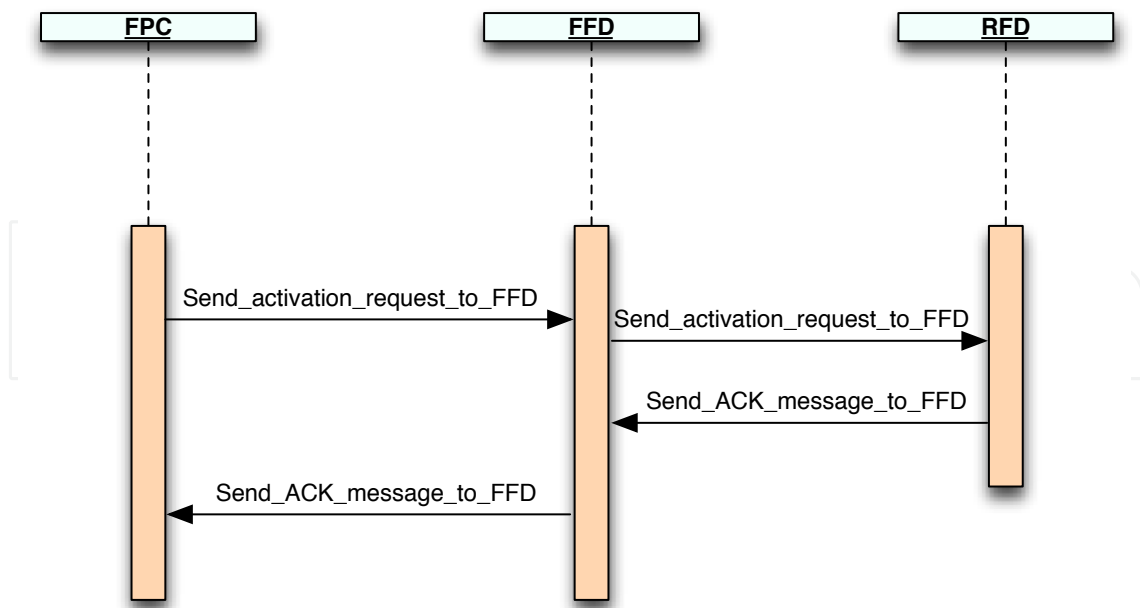 FPC
FFD
RFD
Send_activation_request_to_FFD
Send_activation_request_to_FFD
Send_ACK_message_to_FFD
Send_ACK_message_to_FFD